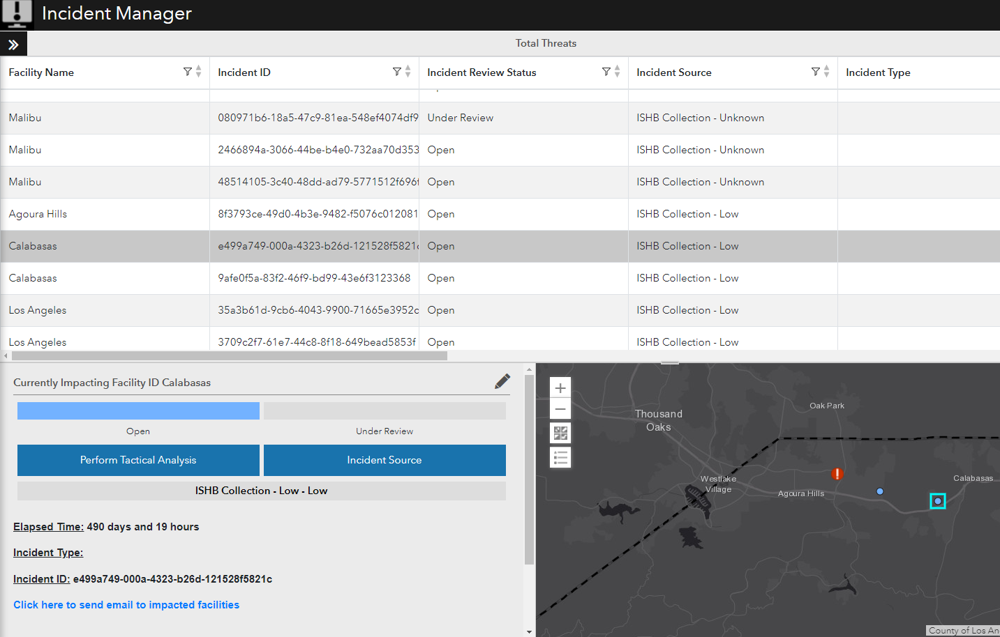 Incident Manager
Total Threats
Facility Name Incident ID Incident Review Status Incident Source Incident Type
Malibu 080971b6-18a5-47c9-81ea-548ef4074df9 Under Review ISHB Collection - Unknown
Malibu 2466894a-3066-44be-b4e0-732aa70d353 Open ISHB Collection - Unknown
Malibu 48514105-3c40-48dd-ad79-5771512f696f Open ISHB Collection - Unknown
Agoura Hills 8f3793ce-49d0-4b3e-9482-f5076c012081 Open ISHB Collection - Low
Calabasas e499a749-000a-4323-b26d-121528f5821c Open ISHB Collection - Low
Calabasas 9afe0f5a-83f2-46f9-bd99-43e6f3123368 Open ISHB Collection - Low
Los Angeles 35a3b61d-9cb6-4043-9900-71665e3952c Open ISHB Collection - Low
Los Angeles 3709c2f7-61e7-44c8-8f18-649bead5853f Open ISHB Collection - Low
Currently Impacting Facility ID Calabasas
Open Under Review
Perform Tactical Analysis Incident Source
ISHB Collection - Low - Low
Elapsed Time: 490 days and 19 hours
Incident Type:
Incident ID: e499a749-000a-4323-b26d-121528f5821c
Click here to send email to impacted facilities
Oak Park
Thousand
Oaks
Westlake
Village
Agoura Hills
Calabasas
County of Los An